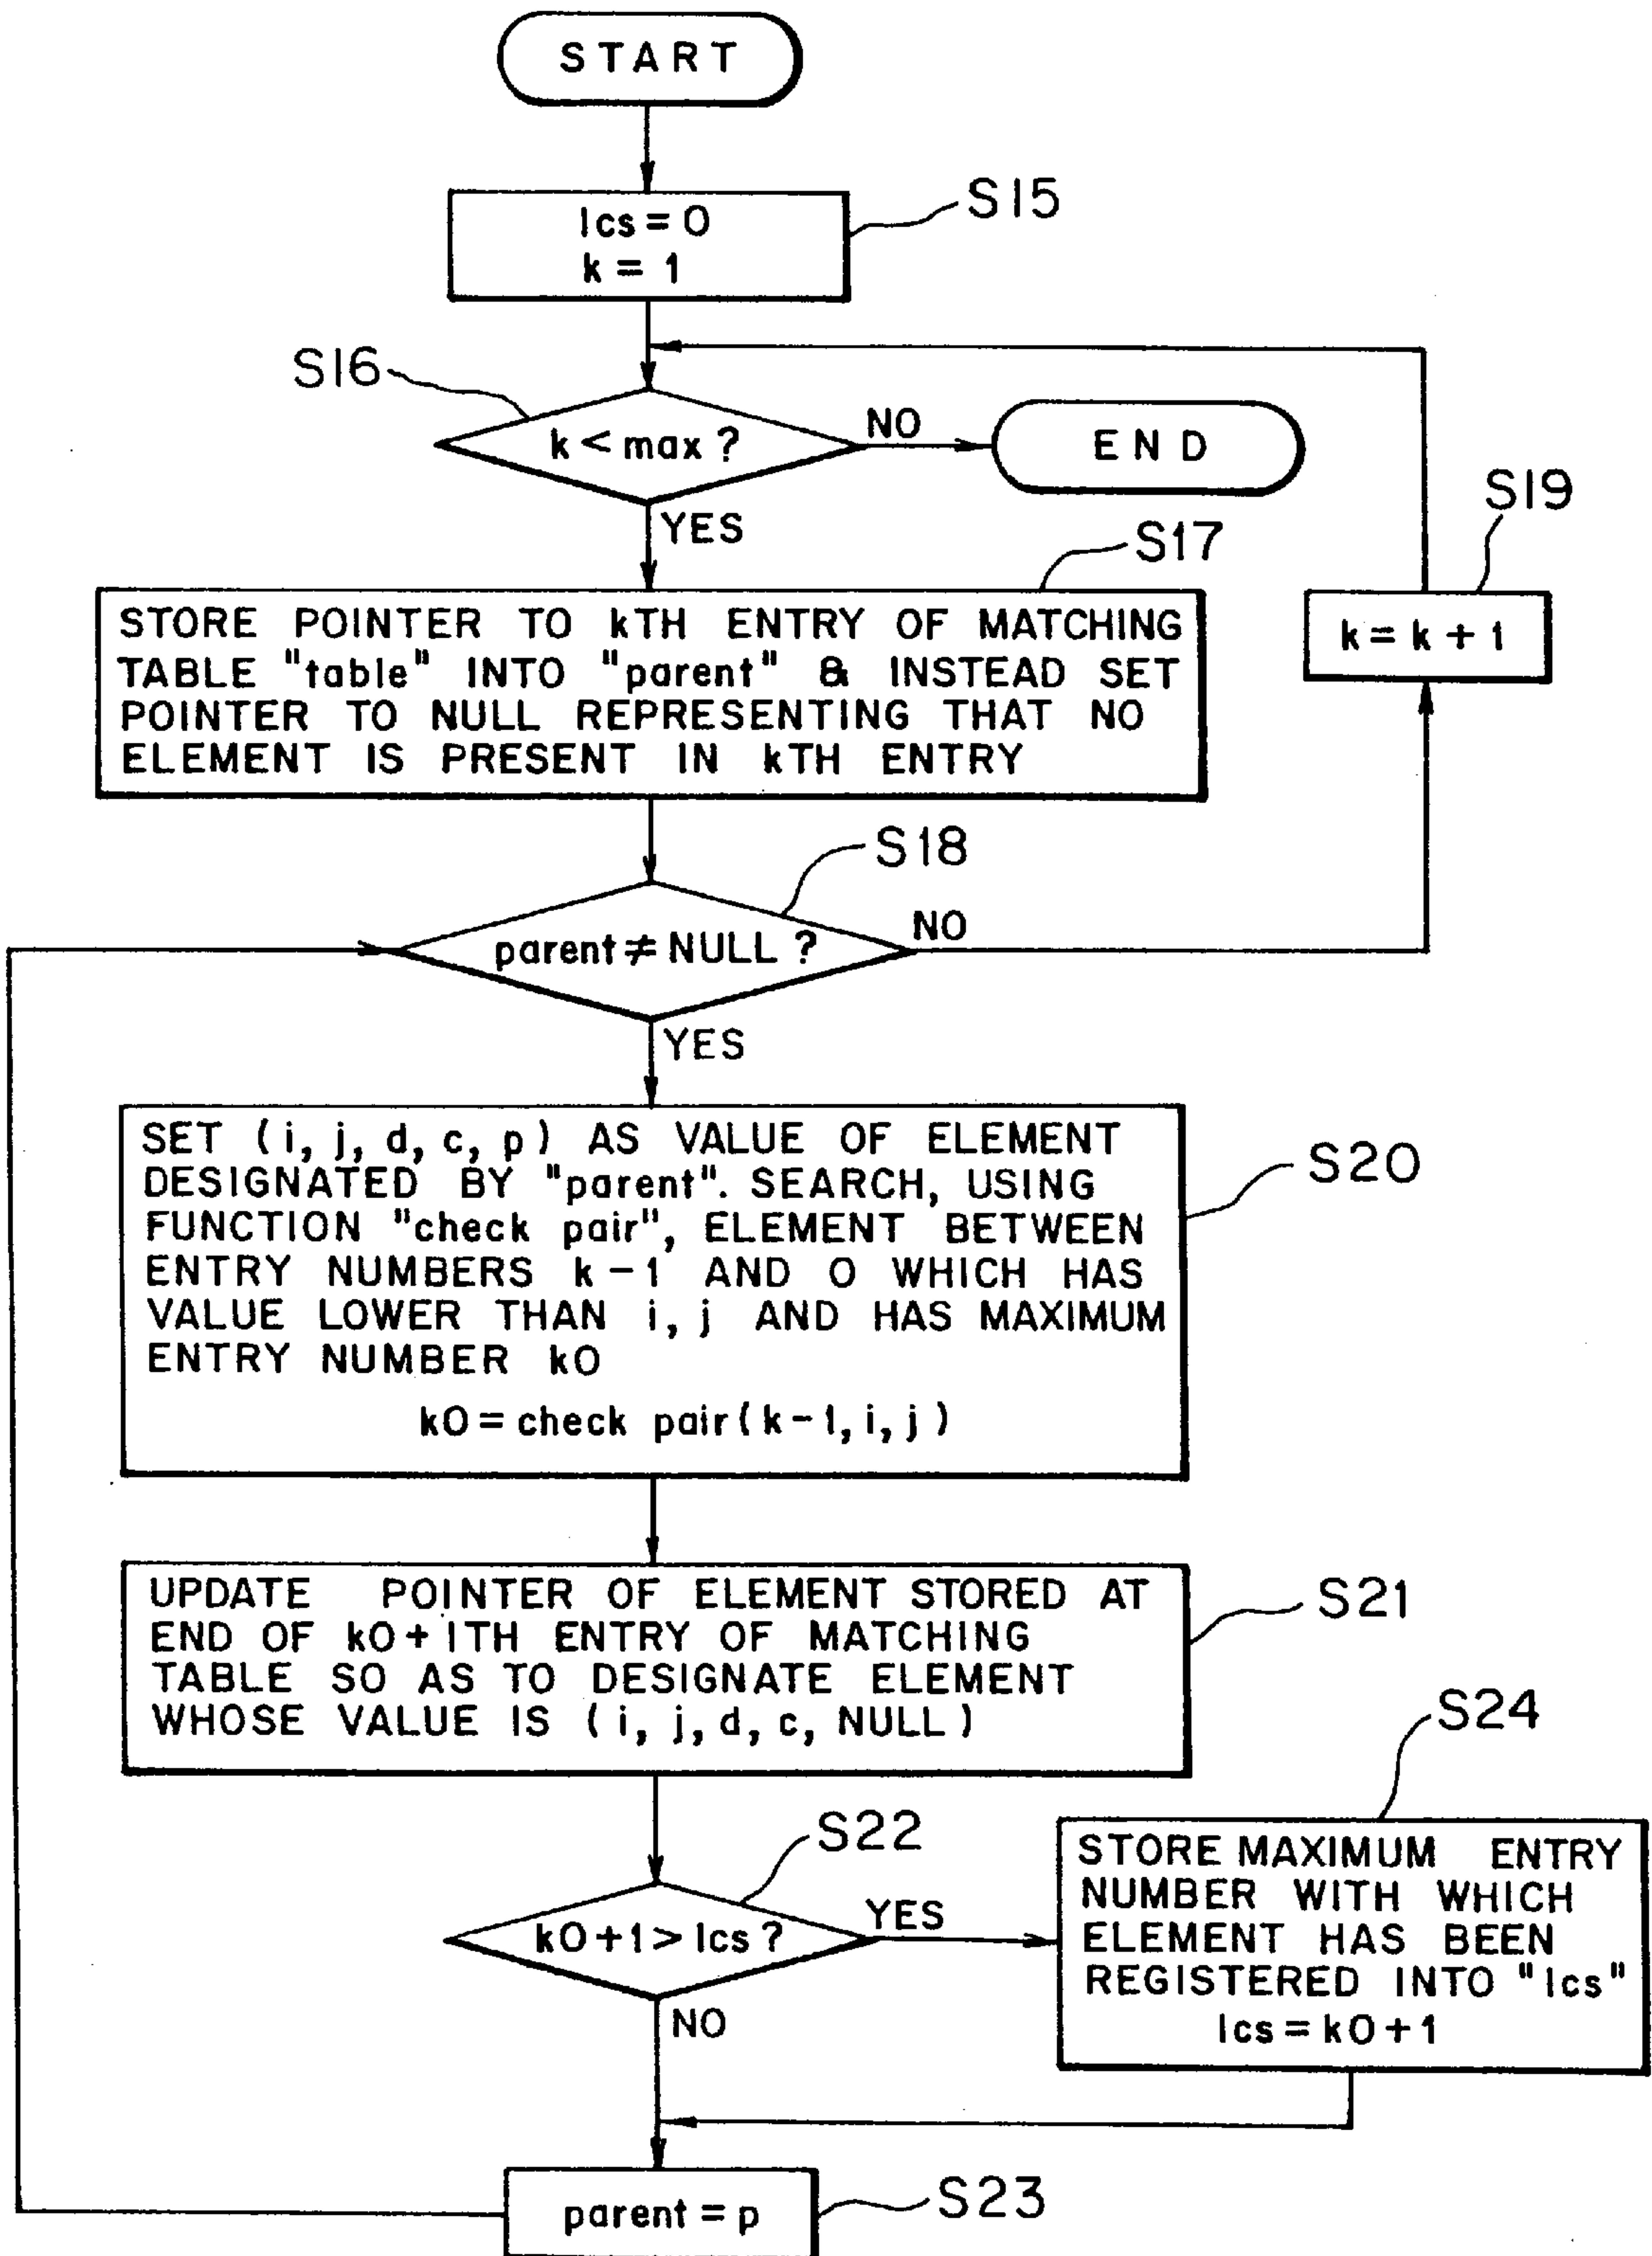 START
S15
lcs = 0
k = 1
S16
k < max ?
NO
END
S19
YES
S17
STORE POINTER TO kTH ENTRY OF MATCHING
TABLE "table" INTO "parent" & INSTEAD SET
POINTER TO NULL REPRESENTING THAT NO
ELEMENT IS PRESENT IN kTH ENTRY
k = k + 1
S18
parent ≠ NULL ?
NO
YES
SET (i, j, d, c, p) AS VALUE OF ELEMENT
DESIGNATED BY "parent". SEARCH, USING
FUNCTION "check pair", ELEMENT BETWEEN
ENTRY NUMBERS k-1 AND 0 WHICH HAS
VALUE LOWER THAN i, j AND HAS MAXIMUM
ENTRY NUMBER k0
k0 = check pair (k-1, i, j)
S20
UPDATE POINTER OF ELEMENT STORED AT
END OF k0+1TH ENTRY OF MATCHING
TABLE SO AS TO DESIGNATE ELEMENT
WHOSE VALUE IS (i, j, d, c, NULL)
S21
S24
S22
k0+1 > lcs ?
YES
STORE MAXIMUM ENTRY
NUMBER WITH WHICH
ELEMENT HAS BEEN
REGISTERED INTO "lcs"
lcs = k0+1
NO
parent = p
S23